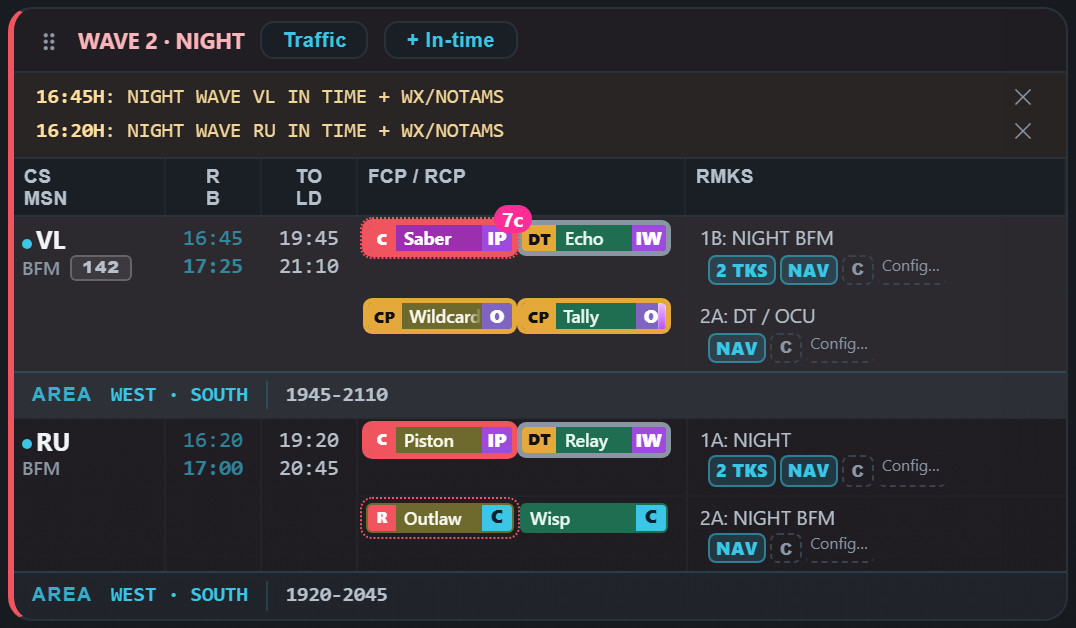 WAVE 2 · NIGHT Traffic + In-time
16:45H: NIGHT WAVE VL IN TIME + WX/NOTAMS
16:20H: NIGHT WAVE RU IN TIME + WX/NOTAMS
CS R TO FCP / RCP RMKS
MSN B LD
7c
VL 16:45 19:45 C Saber IP DT Echo IW 1B: NIGHT BFM
BFM 142 17:25 21:10 2 TKS NAV C Config...
CP Wildcard O CP Tally O 2A: DT / OCU
NAV C Config...
AREA WEST · SOUTH 1945-2110
RU 16:20 19:20 C Piston IP DT Relay IW 1A: NIGHT
BFM 17:00 20:45 2 TKS NAV C Config...
R Outlaw C Wisp C 2A: NIGHT BFM
NAV C Config...
AREA WEST · SOUTH 1920-2045